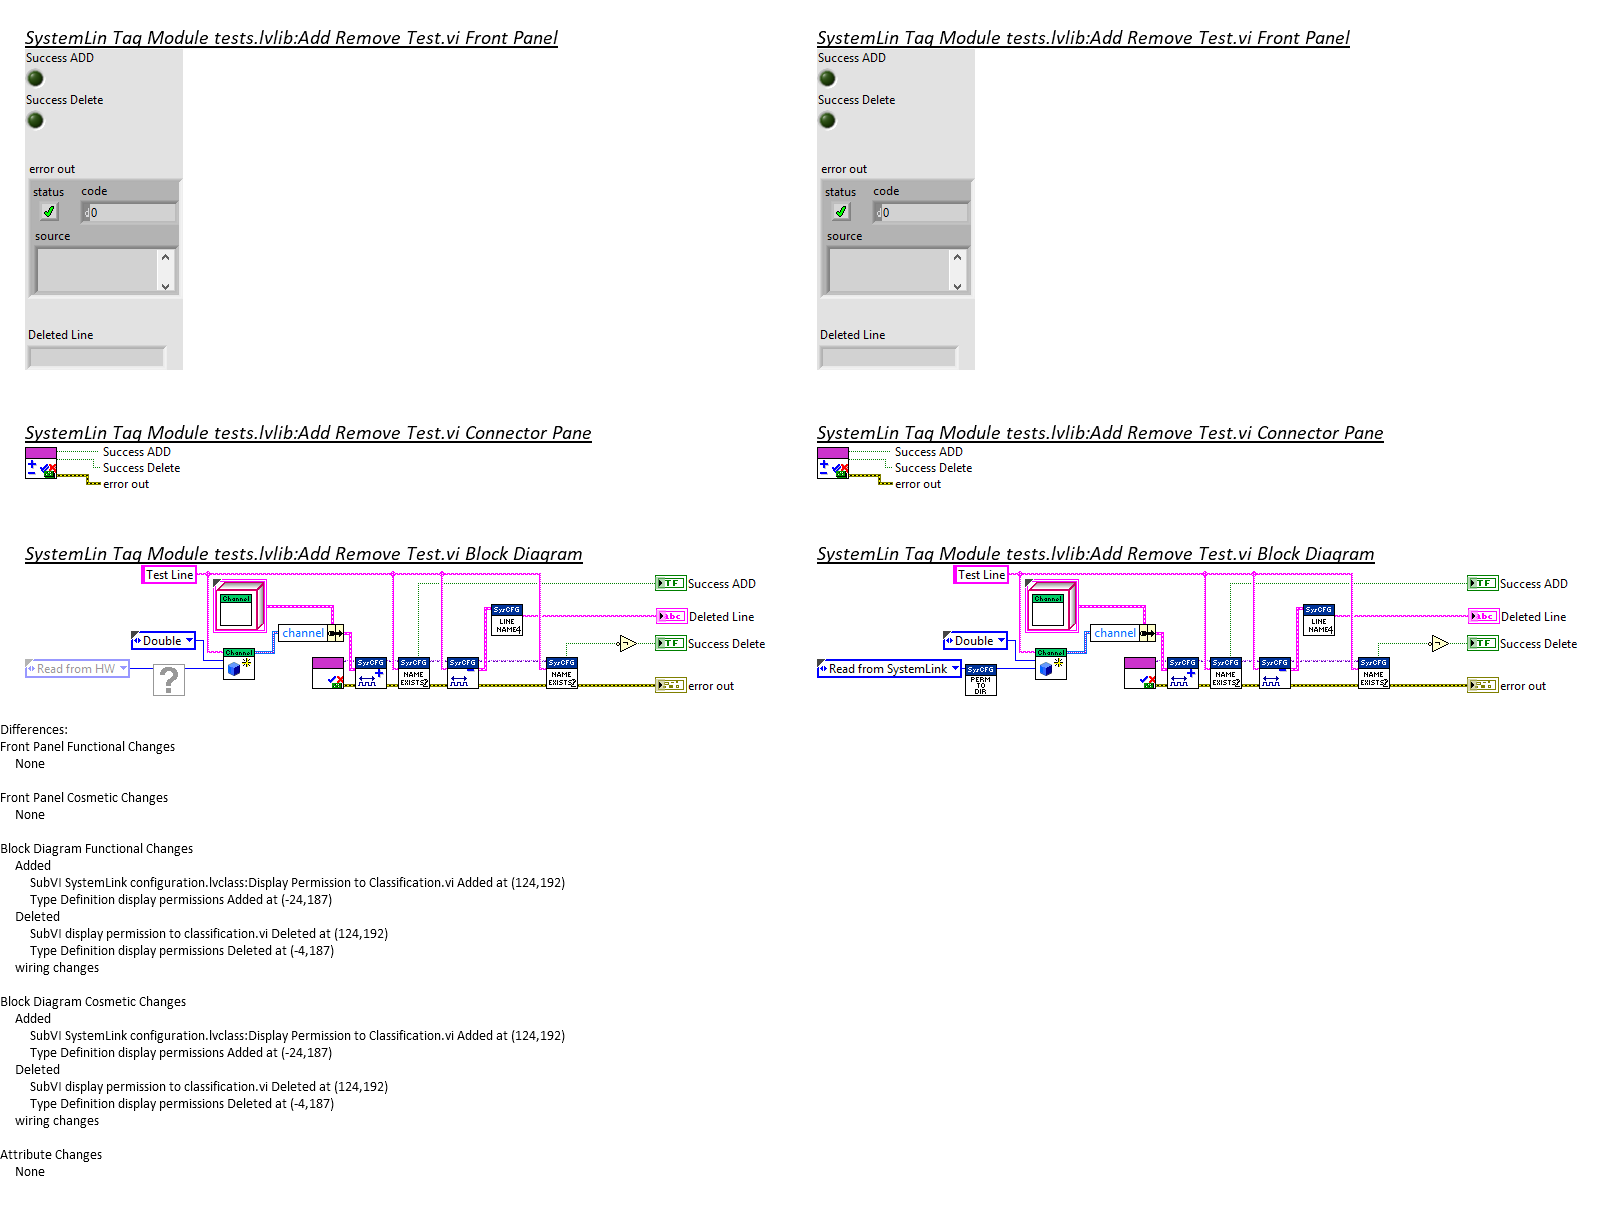 SystemLin Tag Module tests.lvlib:Add Remove Test.vi Front Panel
Success ADD
Success Delete
error out
status code
d0
source
Deleted Line
SystemLin Tag Module tests.lvlib:Add Remove Test.vi Front Panel
Success ADD
Success Delete
error out
status code
d0
source
Deleted Line
SystemLin Tag Module tests.lvlib:Add Remove Test.vi Connector Pane
Success ADD
Success Delete
error out
SystemLin Tag Module tests.lvlib:Add Remove Test.vi Connector Pane
Success ADD
Success Delete
error out
SystemLin Tag Module tests.lvlib:Add Remove Test.vi Block Diagram
Test Line
TF Success ADD
Channel
SysCFG
LINE
NAME
abc Deleted Line
channel
Double
TF Success Delete
Channel
Read from HW
?
SysCFG
SysCFG
NAME
EXISTS?
SysCFG
SysCFG
NAME
EXISTS?
error out
SystemLin Tag Module tests.lvlib:Add Remove Test.vi Block Diagram
Test Line
TF Success ADD
Channel
SysCFG
LINE
NAME
abc Deleted Line
channel
Double
TF Success Delete
Channel
Read from SystemLink
SysCFG
PERM
TO
DIR
SysCFG
SysCFG
NAME
EXISTS?
SysCFG
SysCFG
NAME
EXISTS?
error out
Differences:
Front Panel Functional Changes
None
Front Panel Cosmetic Changes
None
Block Diagram Functional Changes
Added
SubVI SystemLink configuration.lvclass:Display Permission to Classification.vi Added at (124,192)
Type Definition display permissions Added at (-24,187)
Deleted
SubVI display permission to classification.vi Deleted at (124,192)
Type Definition display permissions Deleted at (-4,187)
wiring changes
Block Diagram Cosmetic Changes
Added
SubVI SystemLink configuration.lvclass:Display Permission to Classification.vi Added at (124,192)
Type Definition display permissions Added at (-24,187)
Deleted
SubVI display permission to classification.vi Deleted at (124,192)
Type Definition display permissions Deleted at (-4,187)
wiring changes
Attribute Changes
None